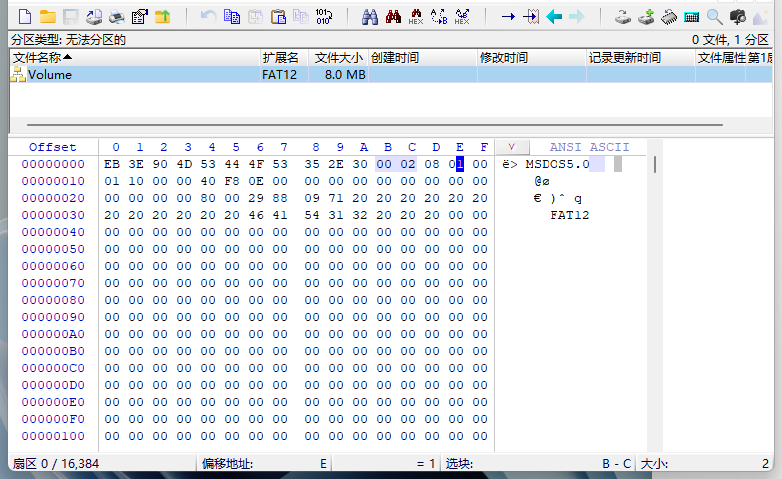 HEX
A→B
HEX
101
010
分区类型: 无法分区的 0 文件, 1 分区
文件名称 扩展名 文件大小 创建时间 修改时间 记录更新时间 文件属性 第1扇
Volume FAT12 8.0 MB
Offset 0 1 2 3 4 5 6 7 8 9 A B C D E F ANSI ASCII
00000000 EB 3E 90 4D 53 44 4F 53 35 2E 30 00 02 08 01 00 ë> MSDOS5.0
00000010 01 10 00 00 40 F8 0E 00 00 00 00 00 00 00 00 00 @ø
00000020 00 00 00 00 80 00 29 88 09 71 20 20 20 20 20 20 € )ˆ q
00000030 20 20 20 20 20 20 46 41 54 31 32 20 20 20 00 00 FAT12
00000040 00 00 00 00 00 00 00 00 00 00 00 00 00 00 00 00
00000050 00 00 00 00 00 00 00 00 00 00 00 00 00 00 00 00
00000060 00 00 00 00 00 00 00 00 00 00 00 00 00 00 00 00
00000070 00 00 00 00 00 00 00 00 00 00 00 00 00 00 00 00
00000080 00 00 00 00 00 00 00 00 00 00 00 00 00 00 00 00
00000090 00 00 00 00 00 00 00 00 00 00 00 00 00 00 00 00
000000A0 00 00 00 00 00 00 00 00 00 00 00 00 00 00 00 00
000000B0 00 00 00 00 00 00 00 00 00 00 00 00 00 00 00 00
000000C0 00 00 00 00 00 00 00 00 00 00 00 00 00 00 00 00
000000D0 00 00 00 00 00 00 00 00 00 00 00 00 00 00 00 00
000000E0 00 00 00 00 00 00 00 00 00 00 00 00 00 00 00 00
000000F0 00 00 00 00 00 00 00 00 00 00 00 00 00 00 00 00
00000100 00 00 00 00 00 00 00 00 00 00 00 00 00 00 00 00
扇区 0 / 16,384 偏移地址: E = 1 选块: B - C 大小: 2